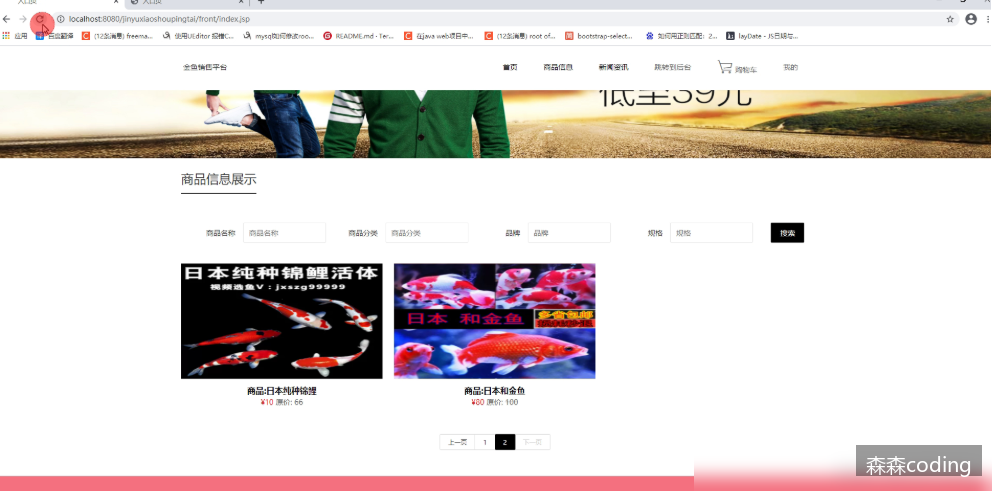 入口页
localhost:8080/jinyuxiaoshoupingtai/front/index.jsp
应用 百度翻译 (12条消息) freema... 使用UEditor 报错C... mysql如何修改roo... README.md · Ter... 在java web项目中... (12条消息) root of... bootstrap-select... 如何用正则匹配：2... layDate - JS日期与...
金鱼销售平台 首页 商品信息 新闻资讯 跳转到后台 购物车 我的
低至39元
商品信息展示
商品名称 商品名称 商品分类 商品分类 品牌 品牌 规格 规格 搜索
日本纯种锦鲤活体
视频选鱼V：jxszg99999
日本 和金鱼
多省包邮
商品:日本纯种锦鲤 商品:日本和金鱼
¥10 原价: 66 ¥80 原价: 100
上一页 1 2 下一页
森森coding